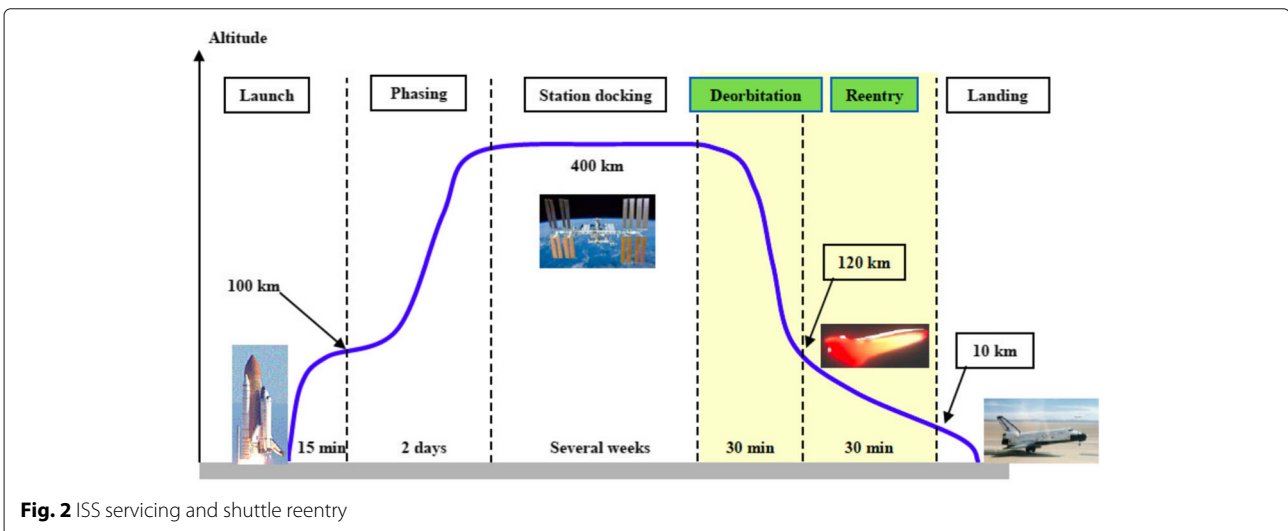 Altitude
Launch
Phasing
Station docking
Deorbitation
Reentry
Landing
400 km
100 km
120 km
10 km
15 min
2 days
Several weeks
30 min
30 min
Fig. 2 ISS servicing and shuttle reentry